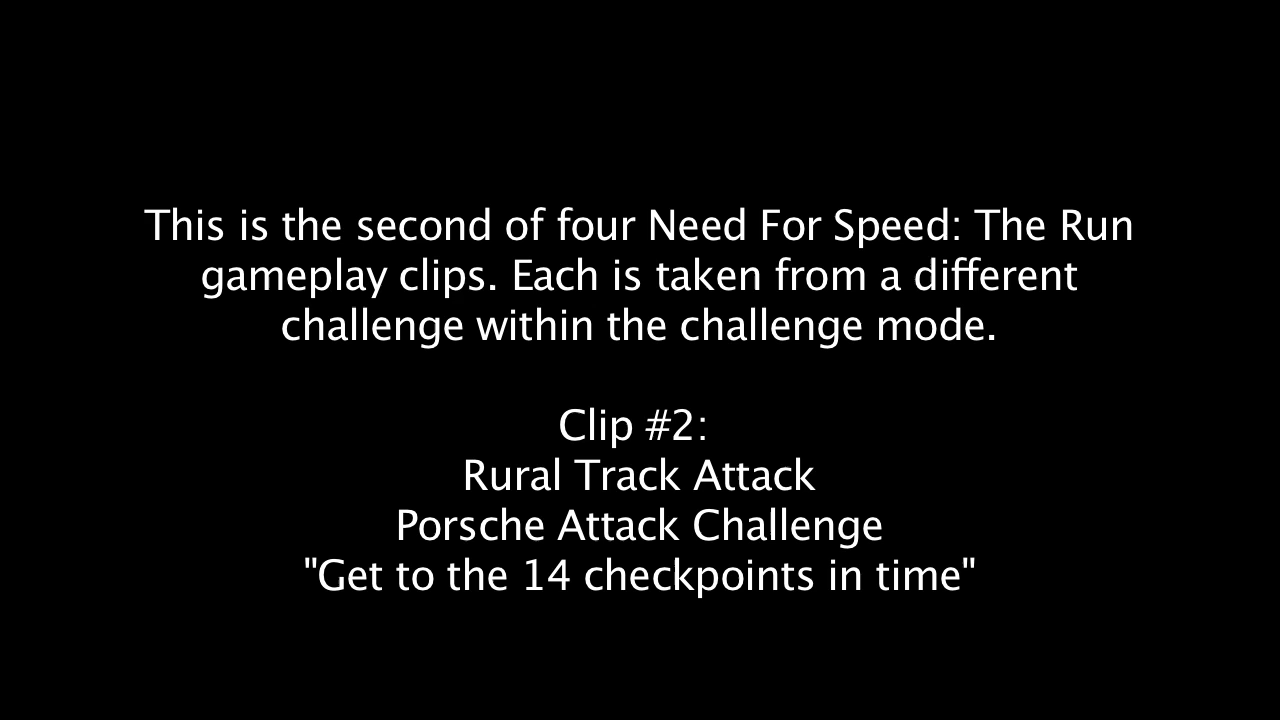 This is the second of four Need For Speed: The Run
gameplay clips. Each is taken from a different
challenge within the challenge mode.
Clip #2:
Rural Track Attack
Porsche Attack Challenge
"Get to the 14 checkpoints in time"